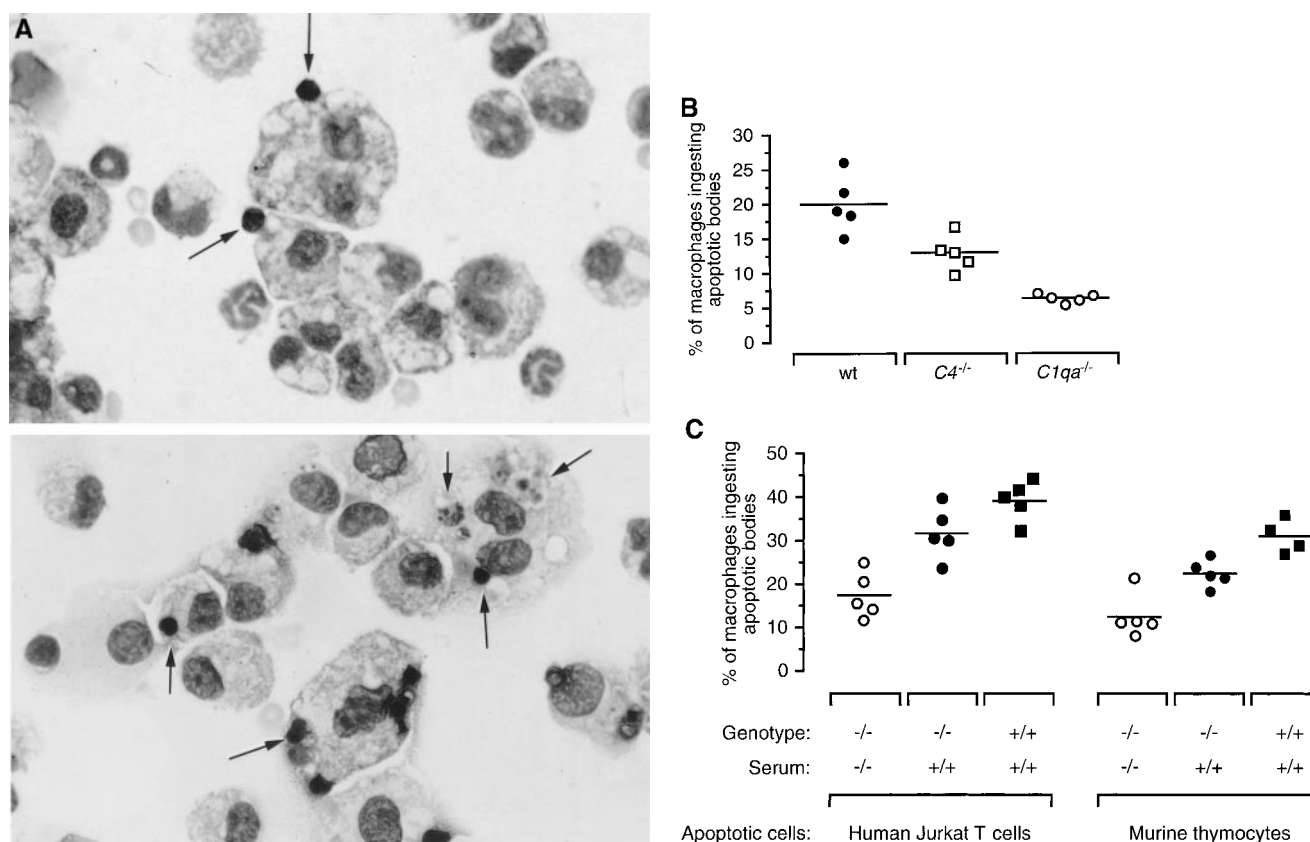 A
B
% of macrophages ingesting
apoptotic bodies
30
25
20
15
10
5
0
wt
C4-/-
C1qa-/-
C
% of macrophages ingesting
apoptotic bodies
50
40
30
20
10
0
Genotype: -/- -/- +/+ -/- -/- +/+
Serum: -/- +/+ +/+ -/- +/+ +/+
Apoptotic cells: Human Jurkat T cells Murine thymocytes